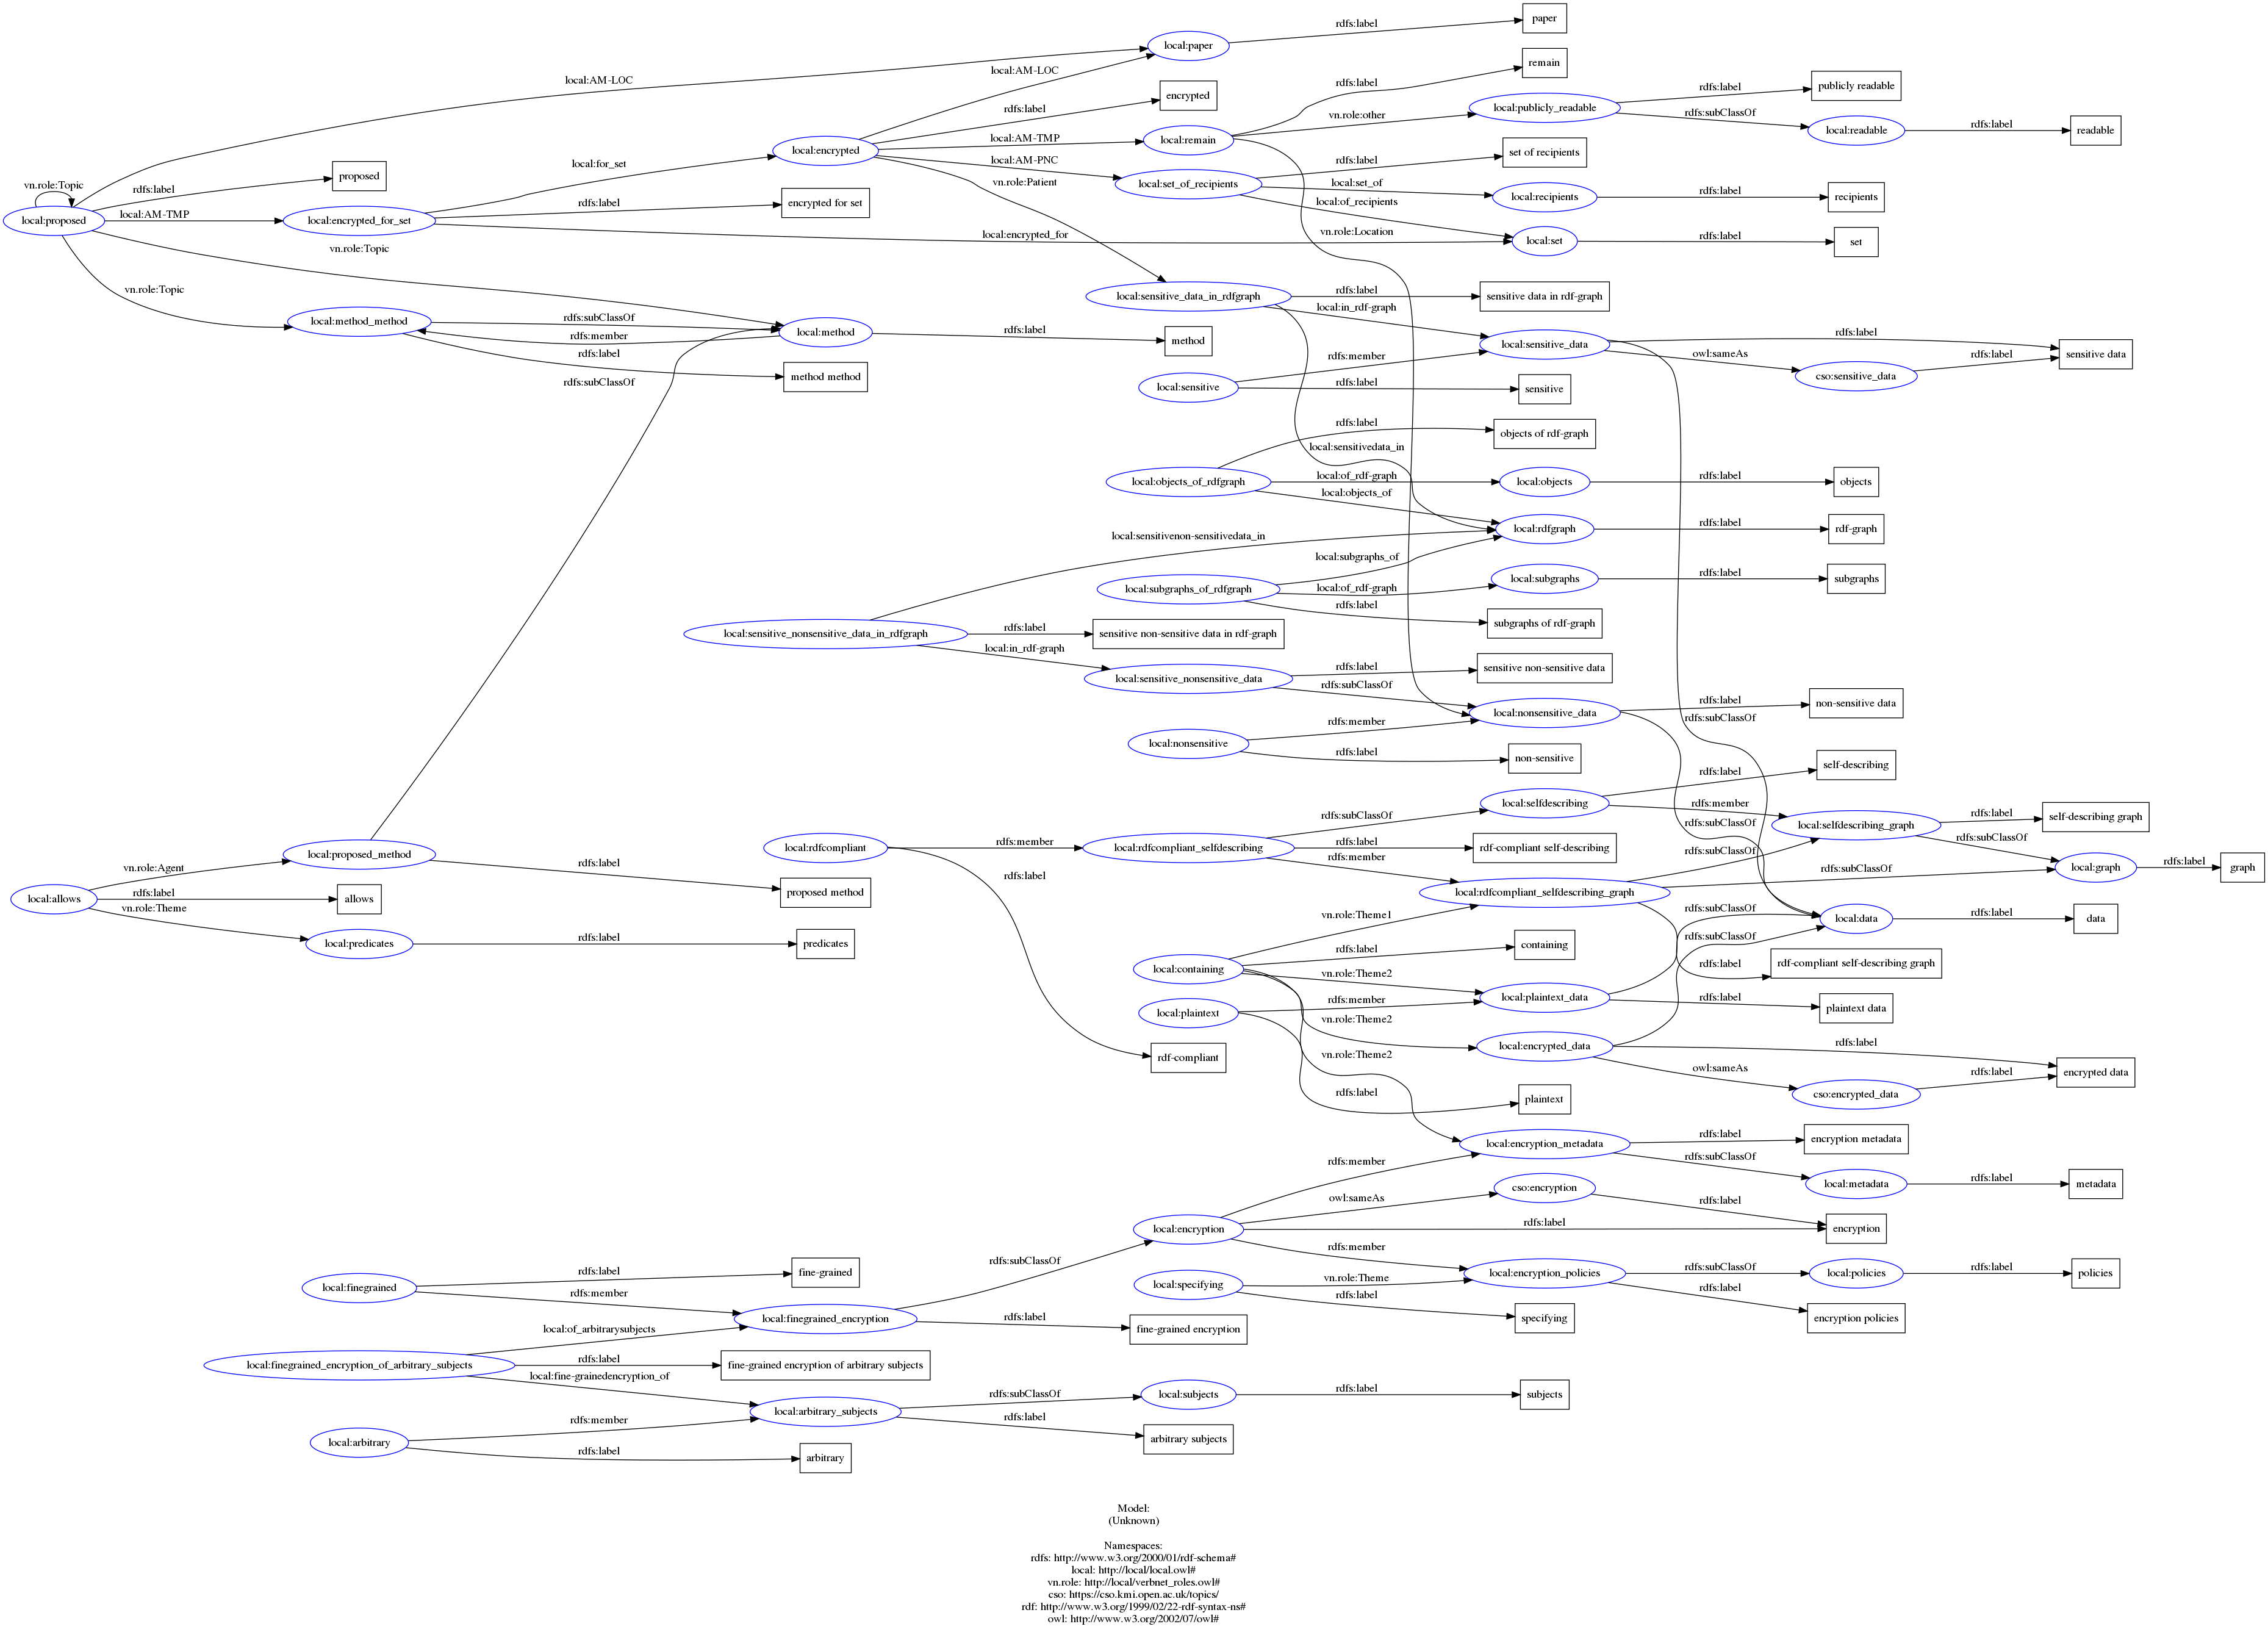 local:paper
rdfs:label
paper
local:AM-LOC
local:AM-LOC
rdfs:label
remain
encrypted
rdfs:label
rdfs:label
publicly readable
local:publicly_readable
rdfs:label
vn.role:other
rdfs:subClassOf
local:readable
rdfs:label
readable
local:encrypted
local:AM-TMP
local:remain
local:for_set
local:AM-PNC
rdfs:label
set of recipients
proposed
vn.role:Topic
rdfs:label
vn.role:Patient
local:set_of_recipients
local:set_of
local:recipients
rdfs:label
recipients
local:proposed
local:AM-TMP
local:encrypted_for_set
rdfs:label
encrypted for set
local:of_recipients
local:encrypted_for
vn.role:Location
local:set
rdfs:label
set
vn.role:Topic
vn.role:Topic
local:sensitive_data_in_rdfgraph
rdfs:label
sensitive data in rdf-graph
local:in_rdf-graph
local:method_method
rdfs:subClassOf
local:method
rdfs:member
rdfs:label
method
local:sensitive_data
rdfs:label
sensitive data
rdfs:label
method method
rdfs:subClassOf
rdfs:member
owl:sameAs
cso:sensitive_data
rdfs:label
local:sensitive
rdfs:label
sensitive
rdfs:label
objects of rdf-graph
local:sensitivedata_in
local:objects_of_rdfgraph
local:of_rdf-graph
local:objects
rdfs:label
objects
local:objects_of
local:rdfgraph
rdfs:label
rdf-graph
local:sensitivenon-sensitivedata_in
local:subgraphs_of
local:subgraphs_of_rdfgraph
local:of_rdf-graph
local:subgraphs
rdfs:label
subgraphs
rdfs:label
subgraphs of rdf-graph
local:sensitive_nonsensitive_data_in_rdfgraph
rdfs:label
sensitive non-sensitive data in rdf-graph
local:in_rdf-graph
local:sensitive_nonsensitive_data
rdfs:label
sensitive non-sensitive data
rdfs:subClassOf
local:nonsensitive_data
rdfs:label
non-sensitive data
rdfs:subClassOf
rdfs:member
local:nonsensitive
rdfs:label
non-sensitive
rdfs:label
self-describing
local:selfdescribing
rdfs:member
rdfs:subClassOf
rdfs:subClassOf
local:selfdescribing_graph
rdfs:label
self-describing graph
rdfs:subClassOf
local:rdfcompliant
rdfs:member
local:rdfcompliant_selfdescribing
rdfs:label
rdf-compliant self-describing
rdfs:subClassOf
rdfs:member
local:proposed_method
vn.role:Agent
rdfs:label
rdfs:label
local:rdfcompliant_selfdescribing_graph
rdfs:subClassOf
local:graph
rdfs:label
graph
proposed method
local:allows
rdfs:label
allows
vn.role:Theme
vn.role:Theme1
rdfs:subClassOf
local:data
rdfs:label
data
local:predicates
rdfs:label
predicates
rdfs:label
containing
rdfs:subClassOf
local:containing
vn.role:Theme2
rdfs:label
rdf-compliant self-describing graph
rdfs:member
local:plaintext_data
rdfs:label
plaintext data
local:plaintext
vn.role:Theme2
local:encrypted_data
rdfs:label
encrypted data
rdf-compliant
vn.role:Theme2
owl:sameAs
cso:encrypted_data
rdfs:label
rdfs:label
plaintext
local:encryption_metadata
rdfs:label
encryption metadata
rdfs:subClassOf
rdfs:member
local:metadata
rdfs:label
metadata
owl:sameAs
cso:encryption
rdfs:label
local:encryption
rdfs:label
encryption
rdfs:member
rdfs:subClassOf
local:finegrained
rdfs:label
fine-grained
rdfs:member
local:specifying
vn.role:Theme
local:encryption_policies
rdfs:subClassOf
local:policies
rdfs:label
policies
rdfs:label
specifying
rdfs:label
encryption policies
local:finegrained_encryption
rdfs:label
fine-grained encryption
local:of_arbitrarysubjects
local:finegrained_encryption_of_arbitrary_subjects
rdfs:label
fine-grained encryption of arbitrary subjects
local:fine-grainedencryption_of
rdfs:subClassOf
local:subjects
rdfs:label
subjects
local:arbitrary_subjects
rdfs:label
arbitrary subjects
rdfs:member
local:arbitrary
rdfs:label
arbitrary
Model:
(Unknown)
Namespaces:
rdfs: http://www.w3.org/2000/01/rdf-schema#
local: http://local/local.owl#
vn.role: http://local/verbnet_roles.owl#
cso: https://cso.kmi.open.ac.uk/topics/
rdf: http://www.w3.org/1999/02/22-rdf-syntax-ns#
owl: http://www.w3.org/2002/07/owl#